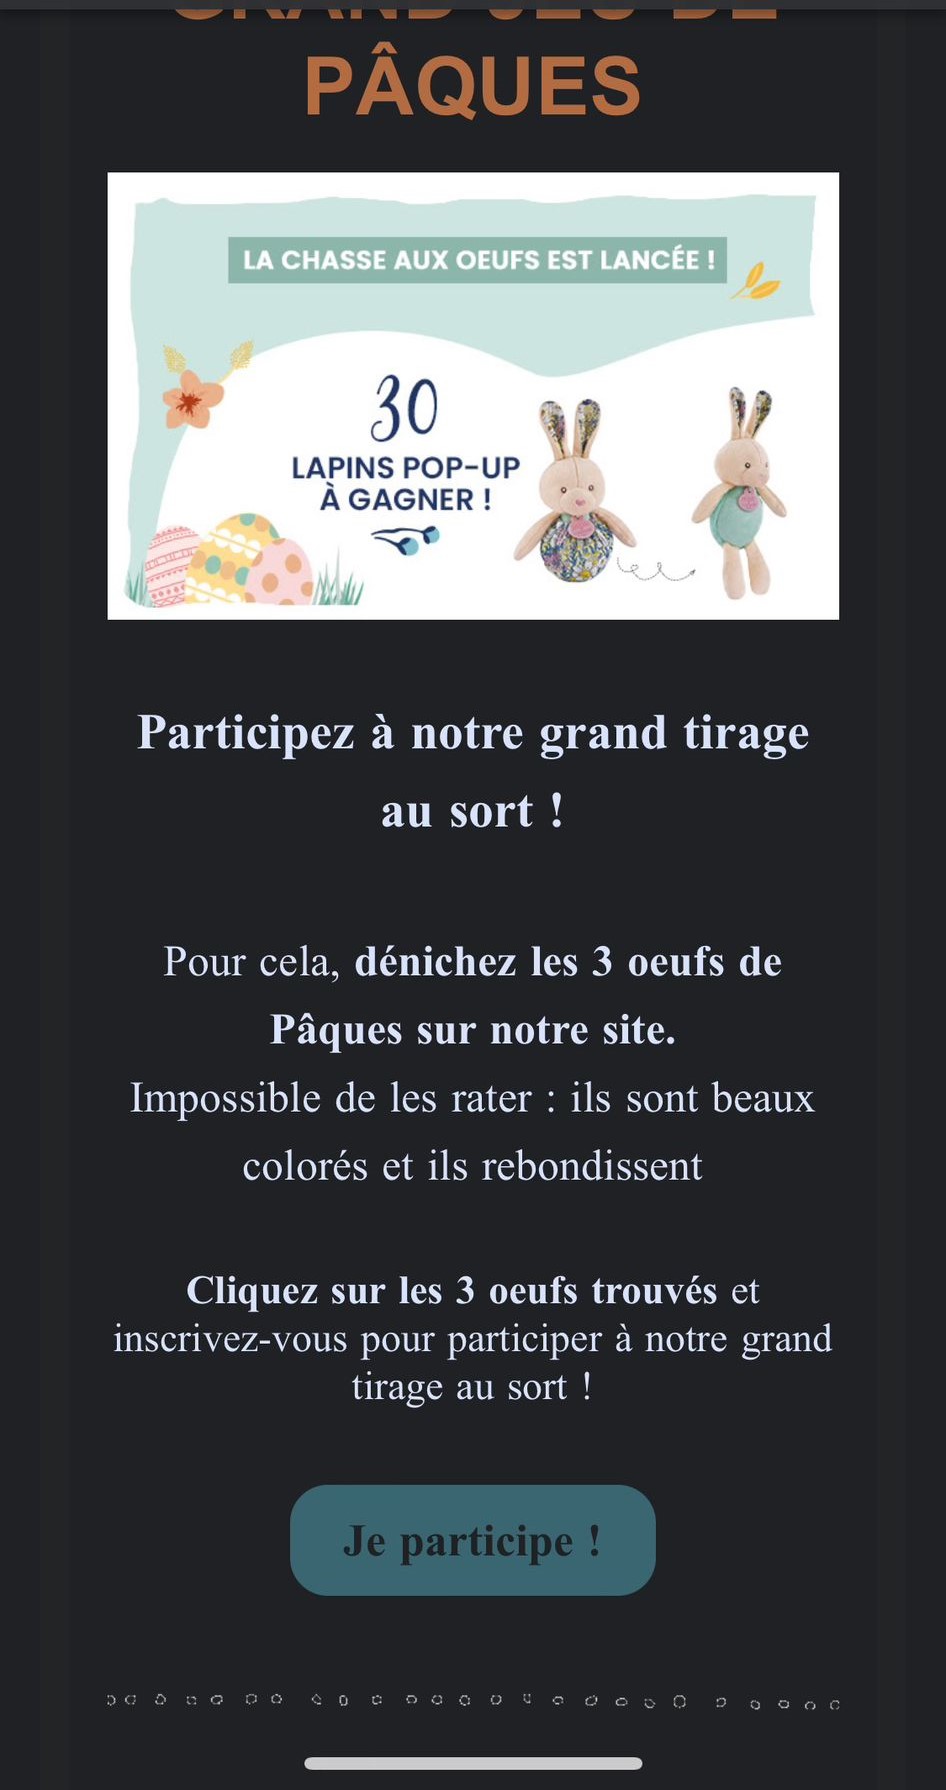 GRAND JEU DE
PÂQUES
LA CHASSE AUX OEUFS EST LANCÉE !
30
LAPINS POP-UP
À GAGNER !
Participez à notre grand tirage
au sort !
Pour cela, dénichez les 3 oeufs de
Pâques sur notre site.
Impossible de les rater : ils sont beaux
colorés et ils rebondissent
Cliquez sur les 3 oeufs trouvés et
inscrivez-vous pour participer à notre grand
tirage au sort !
Je participe !